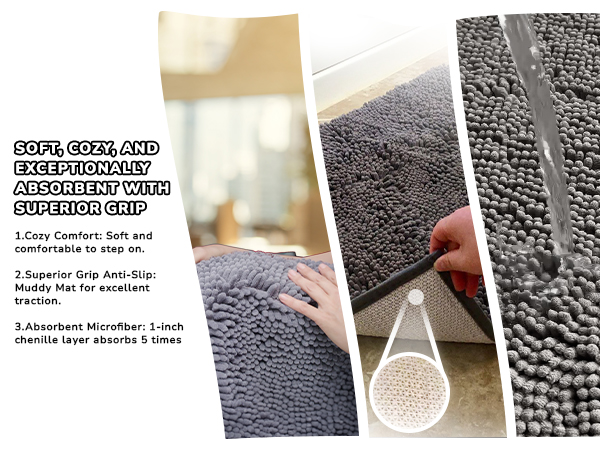 SOFT, COZY, AND
EXCEPTIONALLY
ABSORBENT WITH
SUPERIOR GRIP
1.Cozy Comfort: Soft and
comfortable to step on.
2.Superior Grip Anti-Slip:
Muddy Mat for excellent
traction.
3.Absorbent Microfiber: 1-inch
chenille layer absorbs 5 times